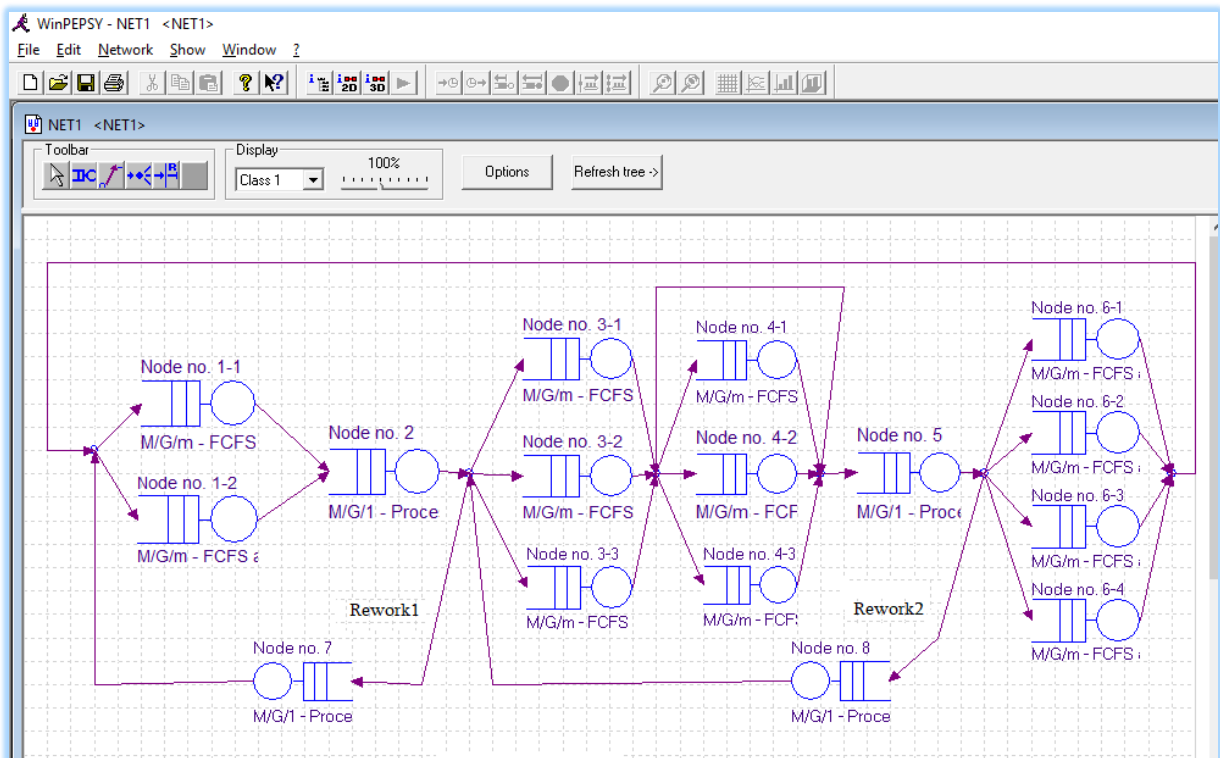 WinPEPSY - NET1 <NET1>
File Edit Network Show Window ?
NET1 <NET1>
Toolbar
Display
100%
Class 1
Options
Refresh tree ->
Node no. 1-1
M/G/m - FCFS
Node no. 1-2
M/G/m - FCFS a
Node no. 2
M/G/1 - Proce
Node no. 3-1
M/G/m - FCFS
Node no. 3-2
M/G/m - FCFS
Node no. 3-3
M/G/m - FCFS
Node no. 4-1
M/G/m - FCFS
Node no. 4-2
M/G/m - FCF
Node no. 4-3
M/G/m - FCF
Node no. 5
M/G/1 - Proce
Node no. 6-1
M/G/m - FCFS
Node no. 6-2
M/G/m - FCFS
Node no. 6-3
M/G/m - FCFS
Node no. 6-4
M/G/m - FCFS
Rework1
Rework2
Node no. 7
M/G/1 - Proce
Node no. 8
M/G/1 - Proce